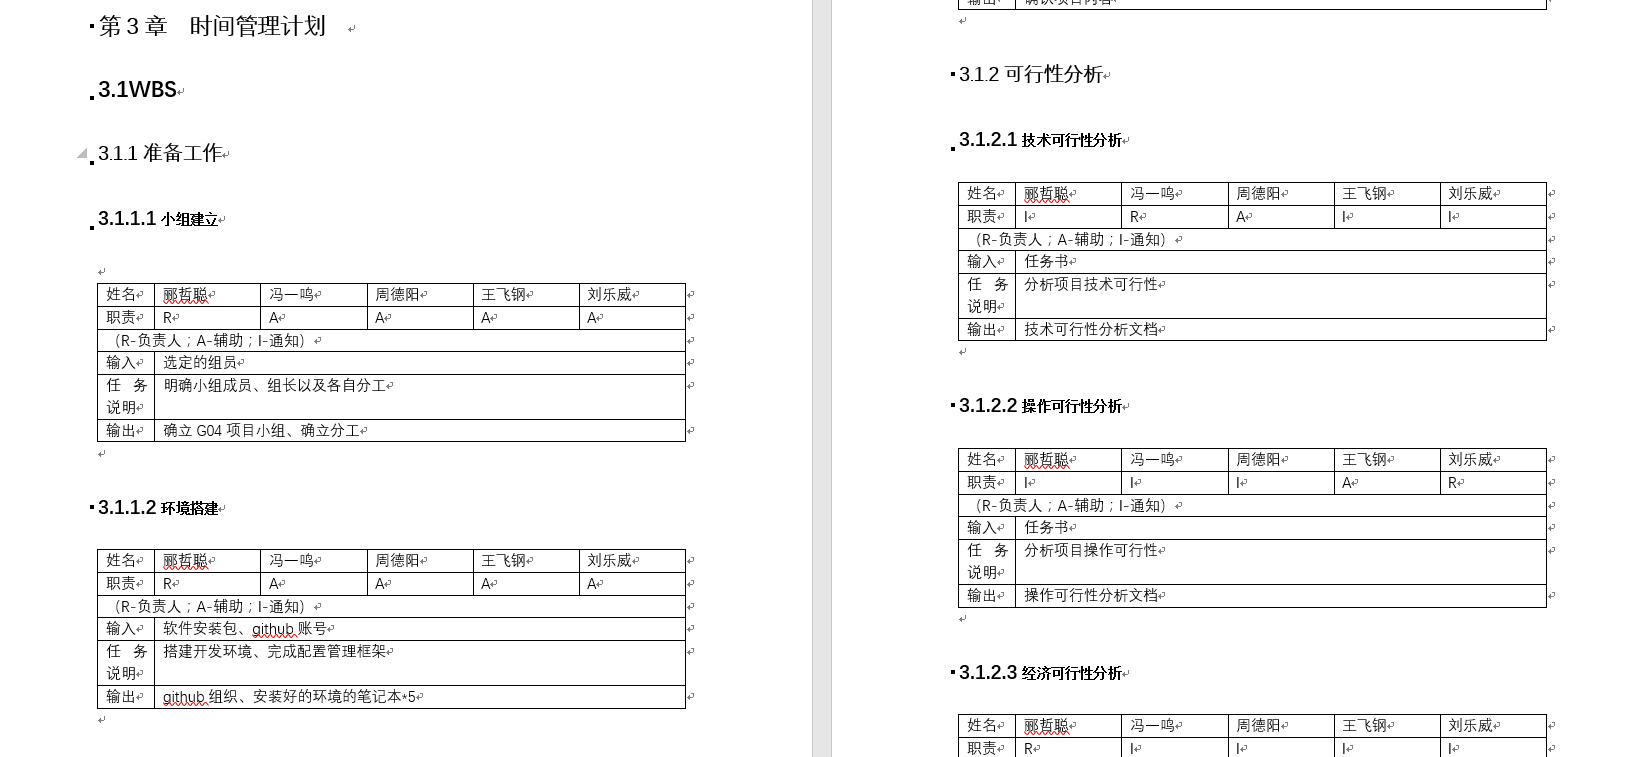 第 3 章 时间管理计划
3.1WBS
3.1.1 准备工作
3.1.1.1 小组建立
姓名 郦哲聪 冯一鸣 周德阳 王飞钢 刘乐威
职责 R A A A A
（R-负责人；A-辅助；I-通知）
输入 选定的组员
任 务 明确小组成员、组长以及各自分工
说明
输出 确立 G04 项目小组、确立分工
3.1.1.2 环境搭建
姓名 郦哲聪 冯一鸣 周德阳 王飞钢 刘乐威
职责 R A A A A
（R-负责人；A-辅助；I-通知）
输入 软件安装包、github 账号
任 务 搭建开发环境、完成配置管理框架
说明
输出 github 组织、安装好的环境的笔记本*5
输出 确认项目内容
3.1.2 可行性分析
3.1.2.1 技术可行性分析
姓名 郦哲聪 冯一鸣 周德阳 王飞钢 刘乐威
职责 I R A I I
（R-负责人；A-辅助；I-通知）
输入 任务书
任 务 分析项目技术可行性
说明
输出 技术可行性分析文档
3.1.2.2 操作可行性分析
姓名 郦哲聪 冯一鸣 周德阳 王飞钢 刘乐威
职责 I I I A R
（R-负责人；A-辅助；I-通知）
输入 任务书
任 务 分析项目操作可行性
说明
输出 操作可行性分析文档
3.1.2.3 经济可行性分析
姓名 郦哲聪 冯一鸣 周德阳 王飞钢 刘乐威
职责 R I I I I